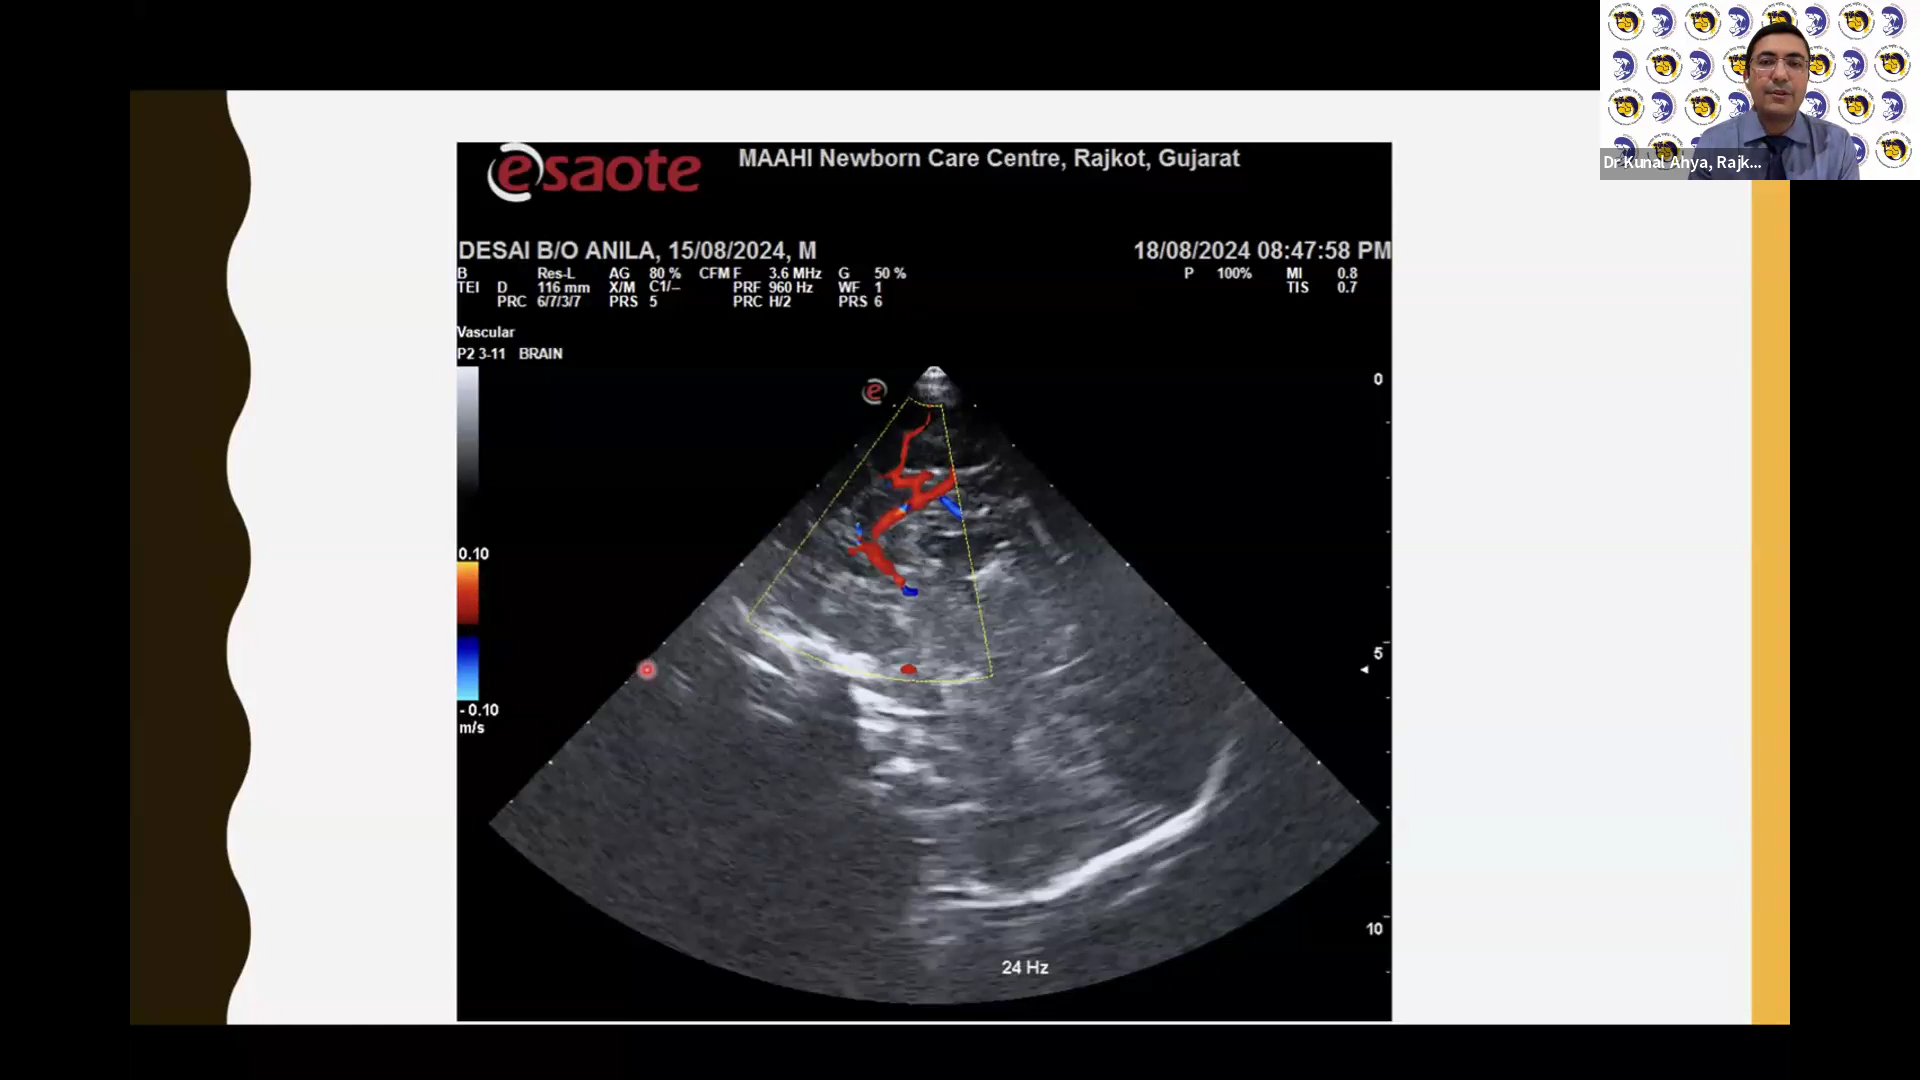 esaote
MAAHI Newborn Care Centre, Rajkot, Gujarat
Dr Kunal Ahya, Rajk...
DESAI B/O ANILA, 15/08/2024, M
18/08/2024 08:47:58 PM
B Res-L AG 80 % CFM F 3.6 MHz G 50 % P 100% MI 0.8
TEI D 116 mm X/M C1/-- PRF 960 Hz WF 1 TIS 0.7
PRC 6/7/3/7 PRS 5 PRC H/2 PRS 6
Vascular
P2 3-11 BRAIN
e
0
0.10
5
- 0.10
m/s
10
24 Hz